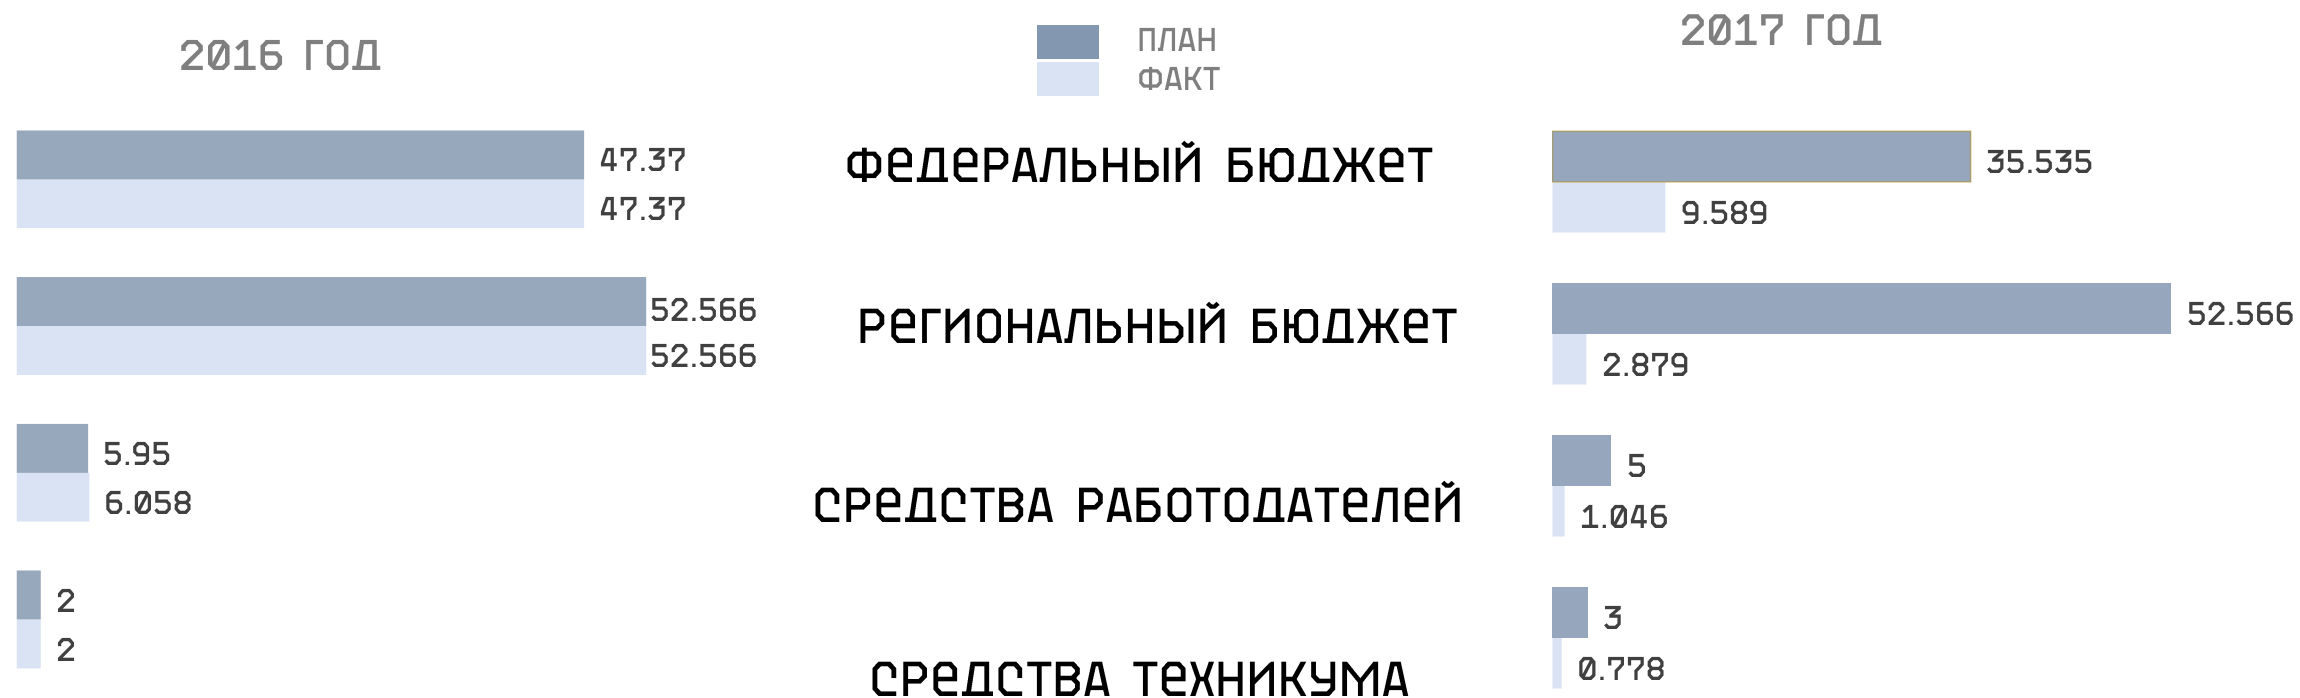 2016 ГОД
ПЛАН
ФАКТ
2017 ГОД
47.37
47.37
ФЕДЕРАЛЬНЫЙ БЮДЖЕТ
35.535
9.589
52.566
52.566
РЕГИОНАЛЬНЫЙ БЮДЖЕТ
52.566
2.879
5.95
6.058
СРЕДСТВА РАБОТОДАТЕЛЕЙ
5
1.046
2
2
СРЕДСТВА ТЕХНИКУМА
3
0.778